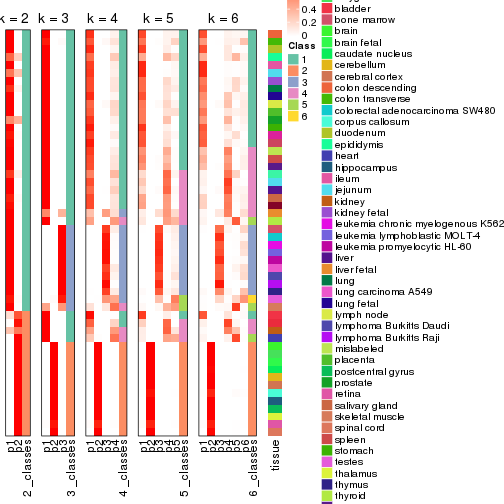 k = 2 k = 3 k = 4 k = 5 k = 6
0.4
0.2
0
Class
1
2
3
4
5
6
bladder
bone marrow
brain
brain fetal
caudate nucleus
cerebellum
cerebral cortex
colon descending
colon transverse
colorectal adenocarcinoma SW480
corpus callosum
duodenum
epididymis
heart
hippocampus
ileum
jejunum
kidney
kidney fetal
leukemia chronic myelogenous K562
leukemia lymphoblastic MOLT-4
leukemia promyelocytic HL-60
liver
liver fetal
lung
lung carcinoma A549
lung fetal
lymph node
lymphoma Burkitts Daudi
lymphoma Burkitts Raji
mislabeled
placenta
postcentral gyrus
prostate
retina
salivary gland
skeletal muscle
spinal cord
spleen
stomach
testes
thalamus
thymus
thyroid
p1
p2
2_classes
p1
p2
p3
3_classes
p1
p2
p3
p4
4_classes
p1
p2
p3
p4
p5
5_classes
p1
p2
p3
p4
p5
p6
6_classes
tissue